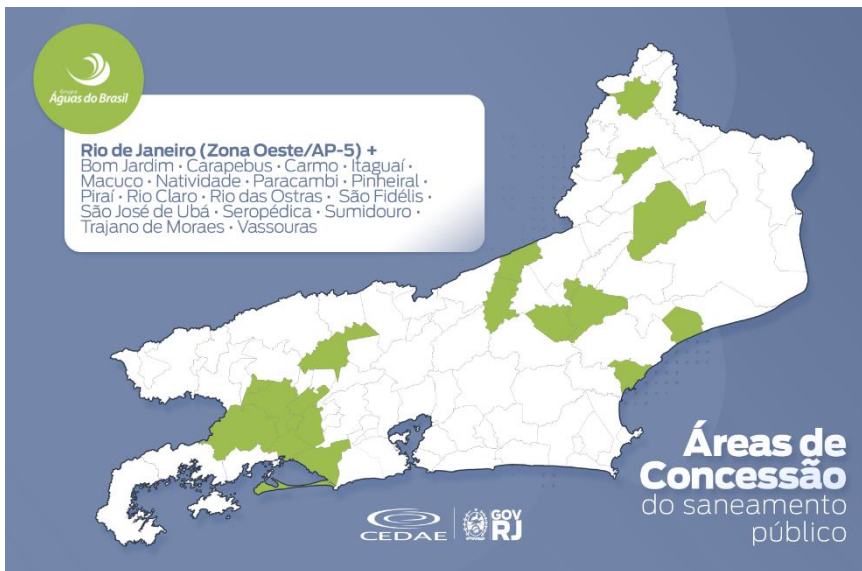 Grupo
Águas do Brasil
Rio de Janeiro (Zona Oeste/AP-5) +
Bom Jardim · Carapebus · Carmo · Itaguaí ·
Macuco · Natividade · Paracambi · Pinheiral ·
Piraí · Rio Claro · Rio das Ostras · São Fidélis ·
São José de Ubá · Seropédica · Sumidouro ·
Trajano de Moraes · Vassouras
Áreas de
Concessão
do saneamento
público
CEDAE
GOV
RJ